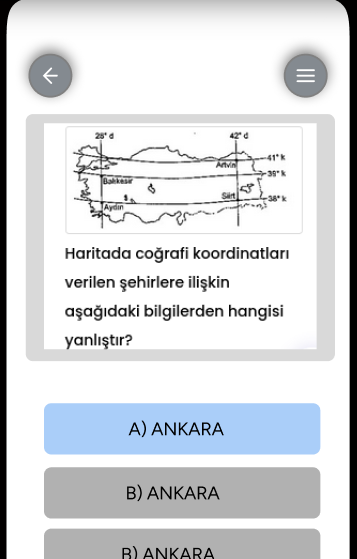 28° d 42° d
41° k
Artvin
39° k
Balıkesir
Siirt
38° k
Aydın
Haritada coğrafi koordinatları
verilen şehirlere ilişkin
aşağıdaki bilgilerden hangisi
yanlıştır?
A) ANKARA
B) ANKARA
B) ANKARA